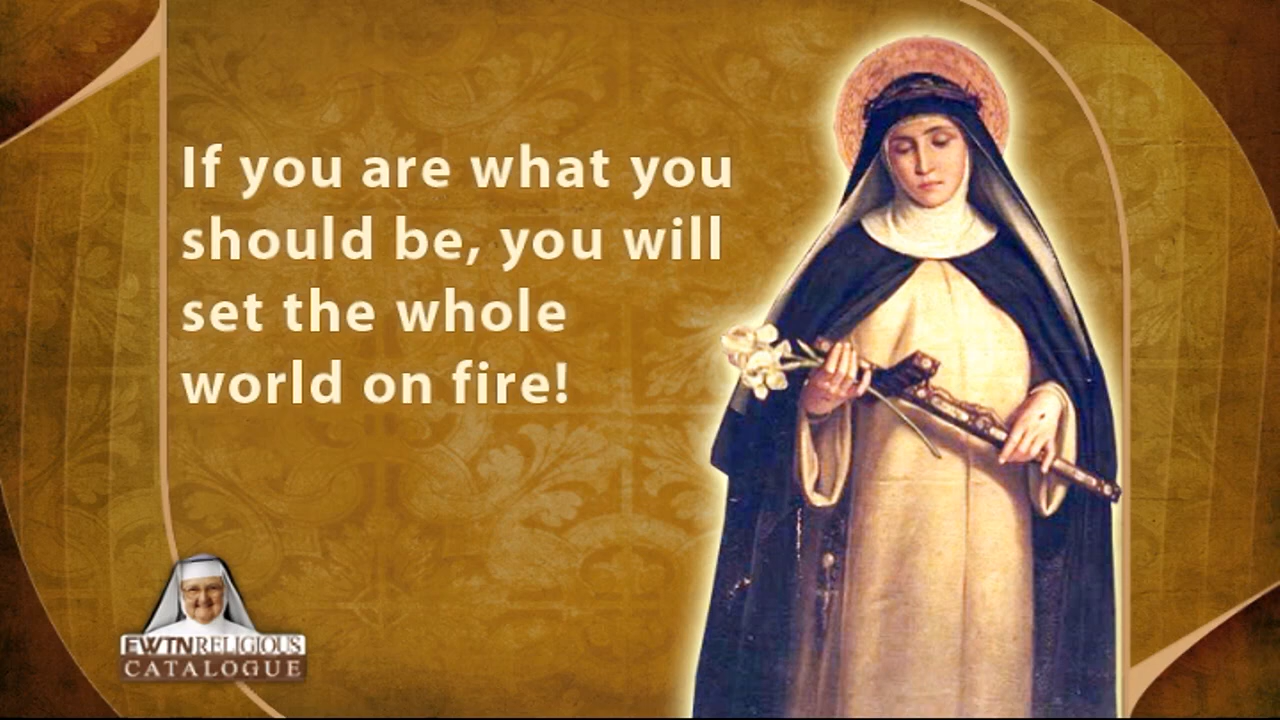 If you are what you
should be, you will
set the whole
world on fire!
EWTNRELIGIOUS
CATALOGUE